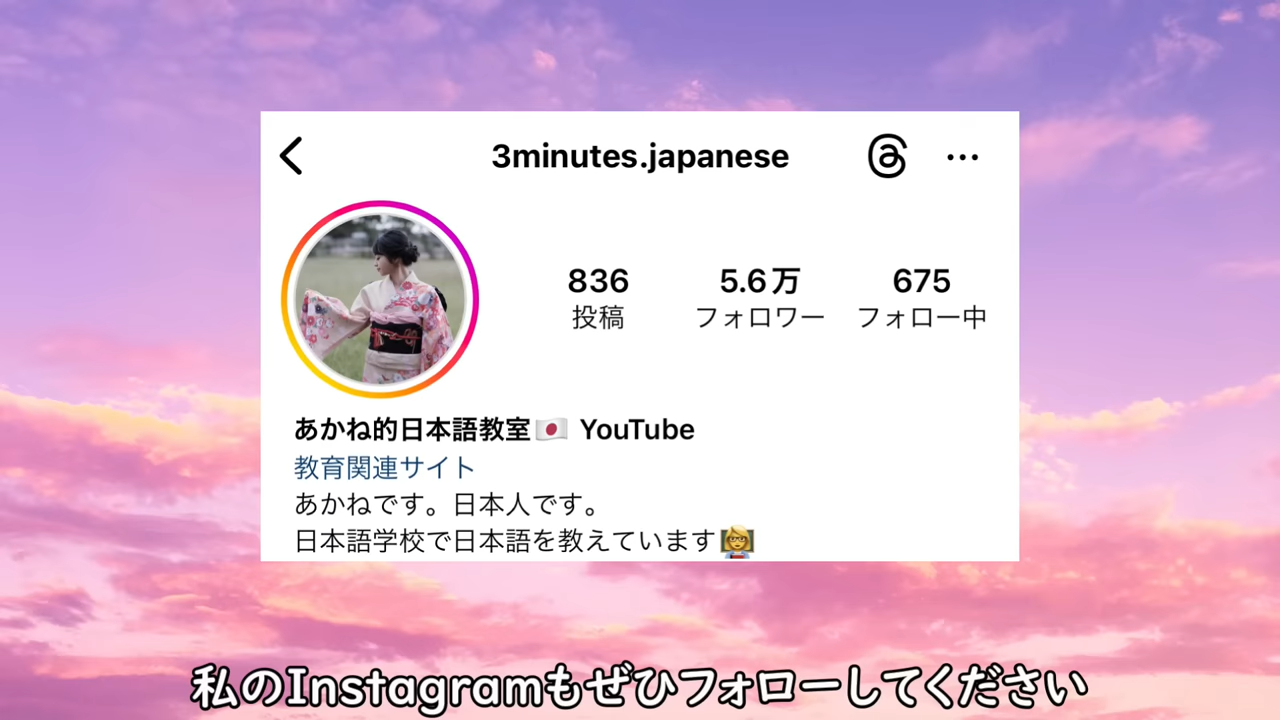 3minutes.japanese
836 5.6万 675
投稿 フォロワー フォロー中
あかね的日本語教室🇯🇵 YouTube
教育関連サイト
あかねです。日本人です。
日本語学校で日本語を教えています👩‍🏫
私のInstagramもぜひフォローしてください